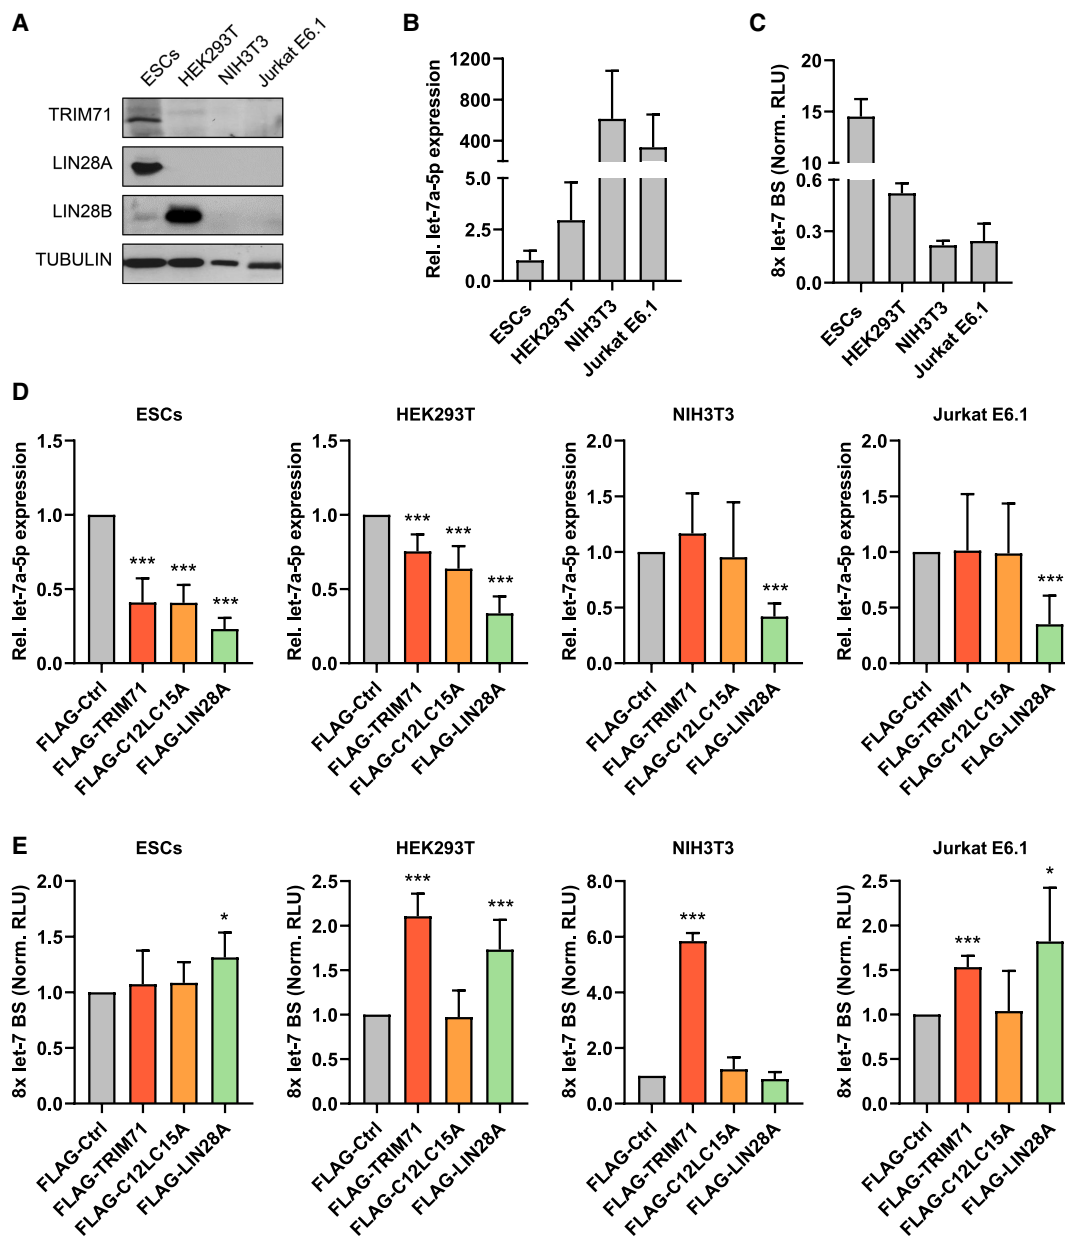 A
ESCs
HEK293T
NIH3T3
Jurkat E6.1
TRIM71
LIN28A
LIN28B
TUBULIN
B
Rel. let-7a-5p expression
1200
800
400
5.0
2.5
0.0
ESCs
HEK293T
NIH3T3
Jurkat E6.1
C
8x let-7 BS (Norm. RLU)
20
15
10
0.6
0.3
0.0
ESCs
HEK293T
NIH3T3
Jurkat E6.1
D
ESCs
Rel. let-7a-5p expression
1.5
1.0
0.5
0.0
***
***
***
FLAG-Ctrl
FLAG-TRIM71
FLAG-C12LC15A
FLAG-LIN28A
HEK293T
Rel. let-7a-5p expression
1.5
1.0
0.5
0.0
***
***
***
FLAG-Ctrl
FLAG-TRIM71
FLAG-C12LC15A
FLAG-LIN28A
NIH3T3
Rel. let-7a-5p expression
2.0
1.5
1.0
0.5
0.0
***
FLAG-Ctrl
FLAG-TRIM71
FLAG-C12LC15A
FLAG-LIN28A
Jurkat E6.1
Rel. let-7a-5p expression
2.0
1.5
1.0
0.5
0.0
***
FLAG-Ctrl
FLAG-TRIM71
FLAG-C12LC15A
FLAG-LIN28A
E
ESCs
8x let-7 BS (Norm. RLU)
2.0
1.5
1.0
0.5
0.0
*
FLAG-Ctrl
FLAG-TRIM71
FLAG-C12LC15A
FLAG-LIN28A
HEK293T
8x let-7 BS (Norm. RLU)
2.5
2.0
1.5
1.0
0.5
0.0
***
***
FLAG-Ctrl
FLAG-TRIM71
FLAG-C12LC15A
FLAG-LIN28A
NIH3T3
8x let-7 BS (Norm. RLU)
8.0
6.0
4.0
2.0
0.0
***
FLAG-Ctrl
FLAG-TRIM71
FLAG-C12LC15A
FLAG-LIN28A
Jurkat E6.1
8x let-7 BS (Norm. RLU)
2.5
2.0
1.5
1.0
0.5
0.0
***
*
FLAG-Ctrl
FLAG-TRIM71
FLAG-C12LC15A
FLAG-LIN28A